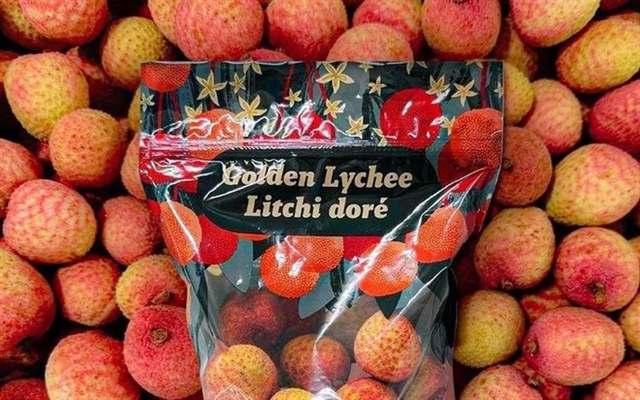 Golden Lychee
Litchi doré